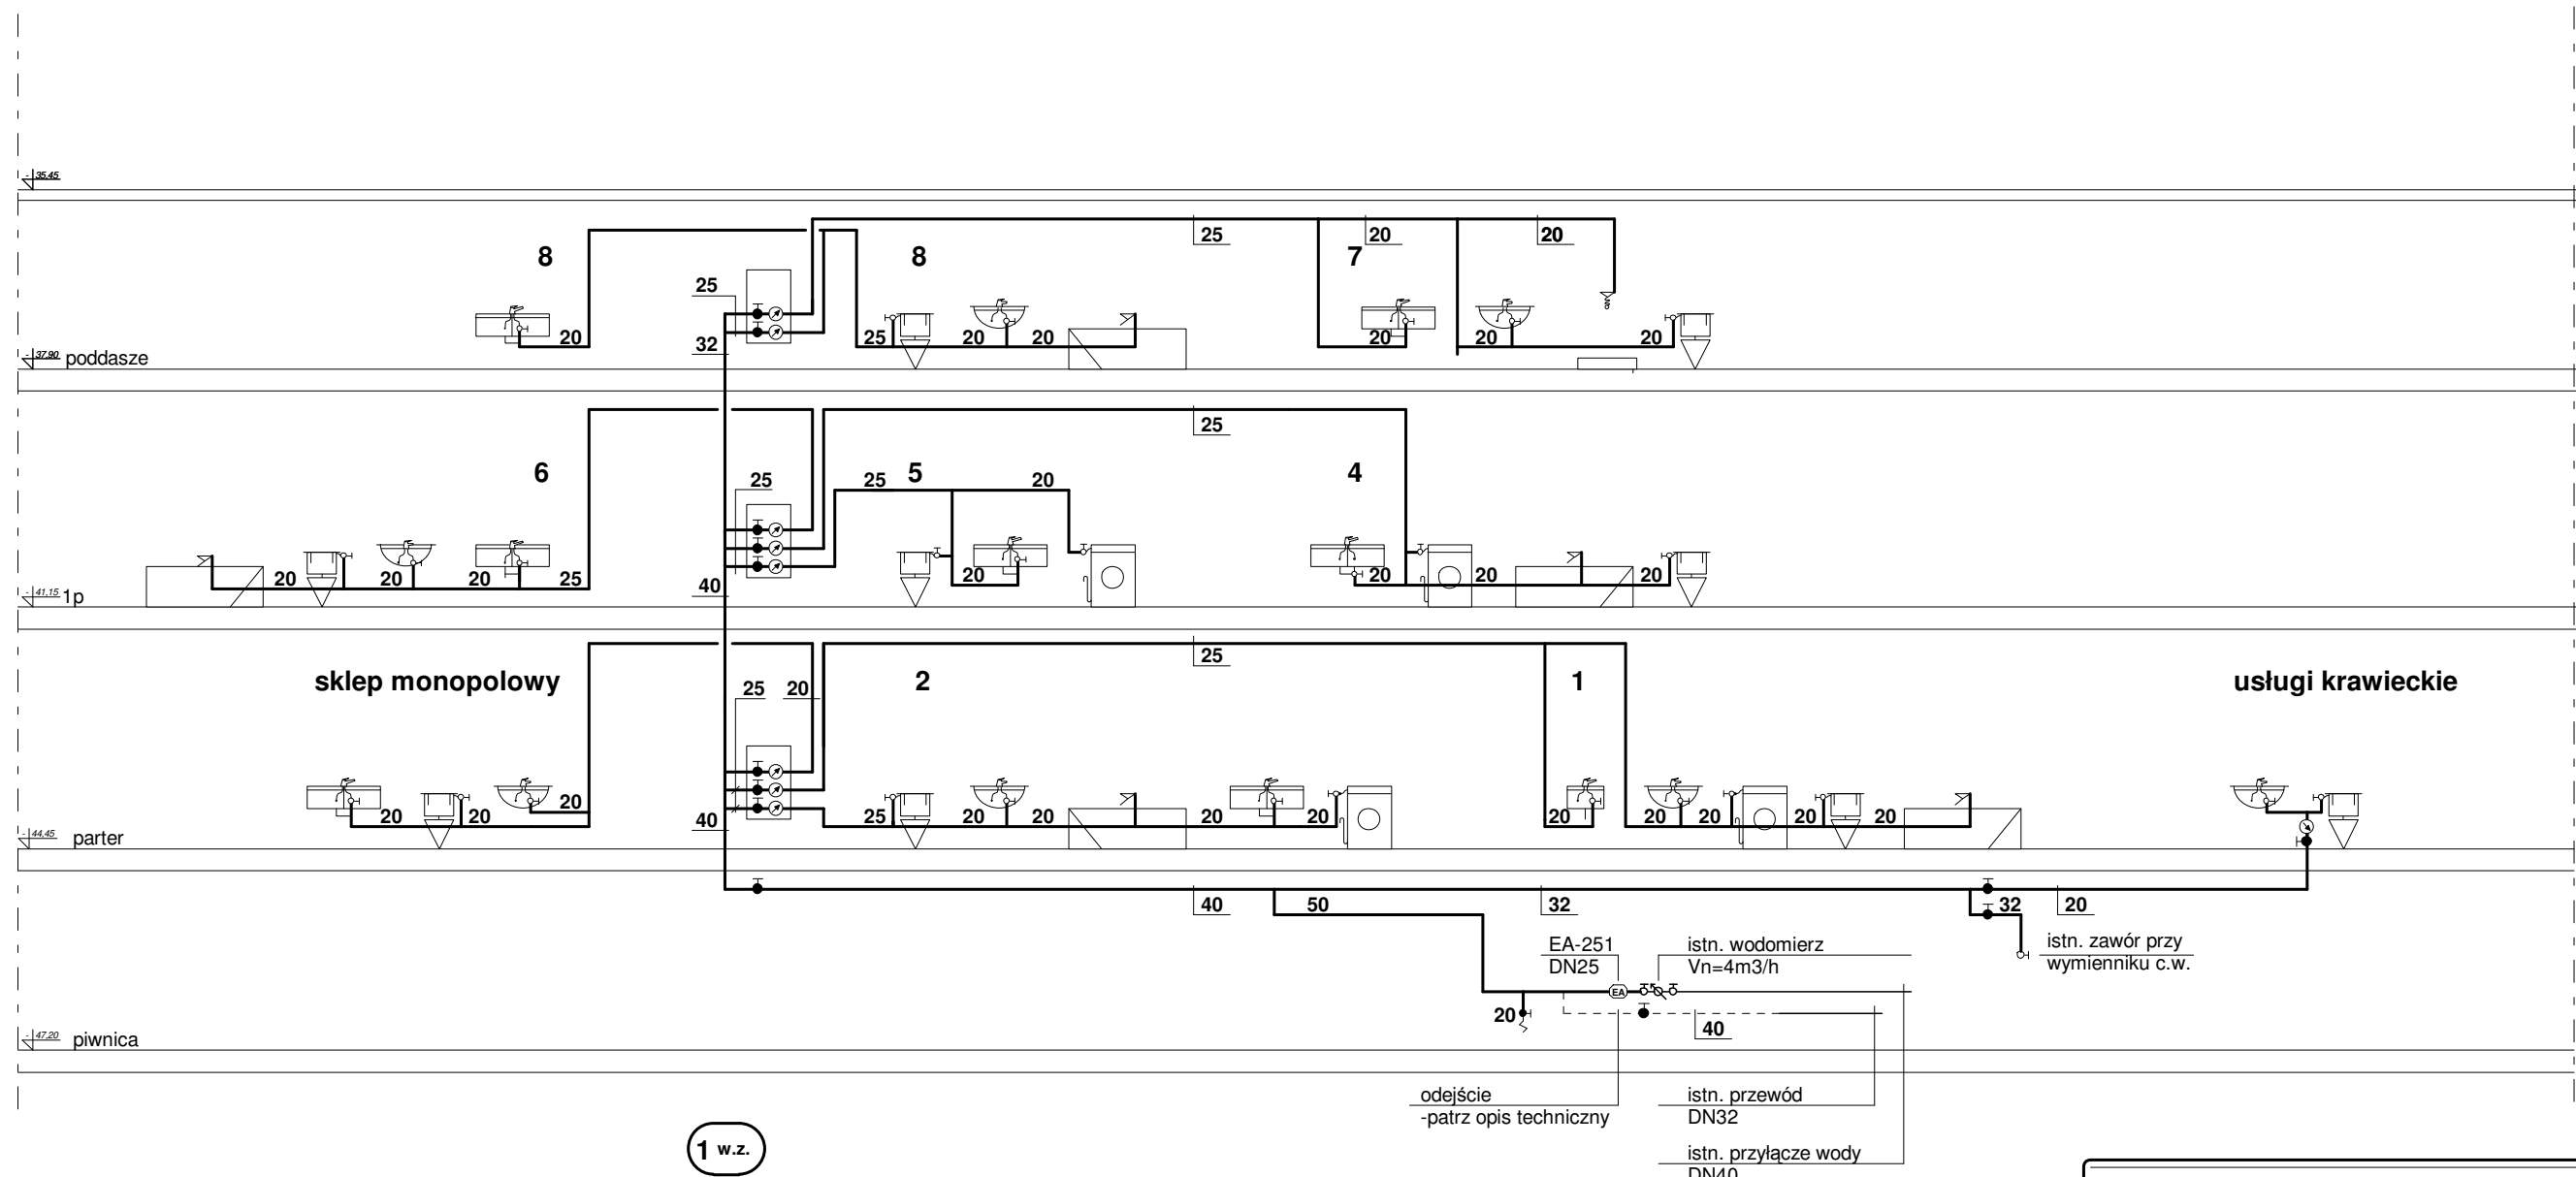 - 35.45
25 20 20
8 8 7
25
20 25 20 20 20 20 20
32
- 37.90 poddasze
25
6 25 25 5 20 4
20 20 20 25 20 20 20 20
40
- 41.15 1p
25
sklep monopolowy 25 20 2 1 usługi krawieckie
20
20 20 40 25 20 20 20 20 20 20 20 20 20
- 44.45 parter
40 50 32 32 20
EA-251
DN25
istn. wodomierz
Vn=4m3/h
istn. zawór przy
wymienniku c.w.
EA
20
40
- 47.20 piwnica
odejście
-patrz opis techniczny
istn. przewód
DN32
1 w.z.
istn. przyłącze wody
DN40